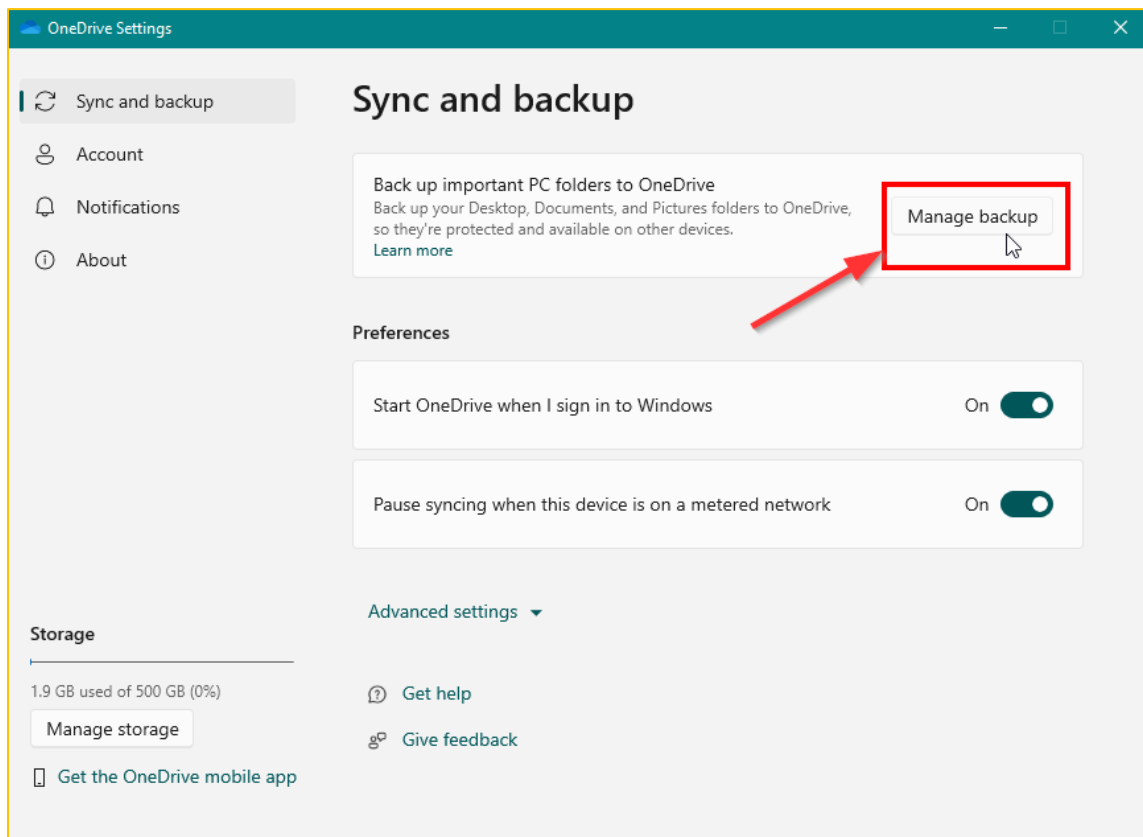 OneDrive Settings
Sync and backup
Account
Notifications
About
Storage
1.9 GB used of 500 GB (0%)
Manage storage
Get the OneDrive mobile app
Sync and backup
Back up important PC folders to OneDrive
Back up your Desktop, Documents, and Pictures folders to OneDrive,
so they're protected and available on other devices.
Learn more
Manage backup
Preferences
Start OneDrive when I sign in to Windows
On
Pause syncing when this device is on a metered network
On
Advanced settings
Get help
Give feedback